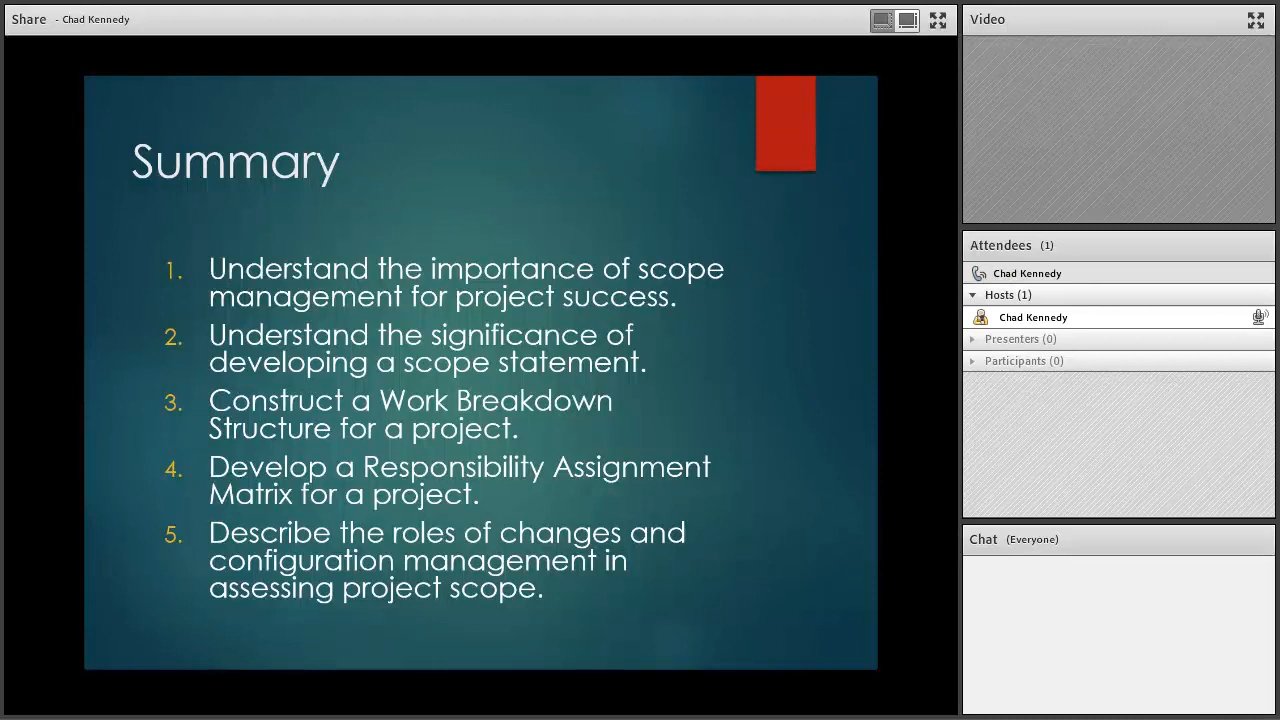 Share - Chad Kennedy
Summary
1. Understand the importance of scope
management for project success.
2. Understand the significance of
developing a scope statement.
3. Construct a Work Breakdown
Structure for a project.
4. Develop a Responsibility Assignment
Matrix for a project.
5. Describe the roles of changes and
configuration management in
assessing project scope.
Video
Attendees (1)
Chad Kennedy
Hosts (1)
Chad Kennedy
Presenters (0)
Participants (0)
Chat (Everyone)